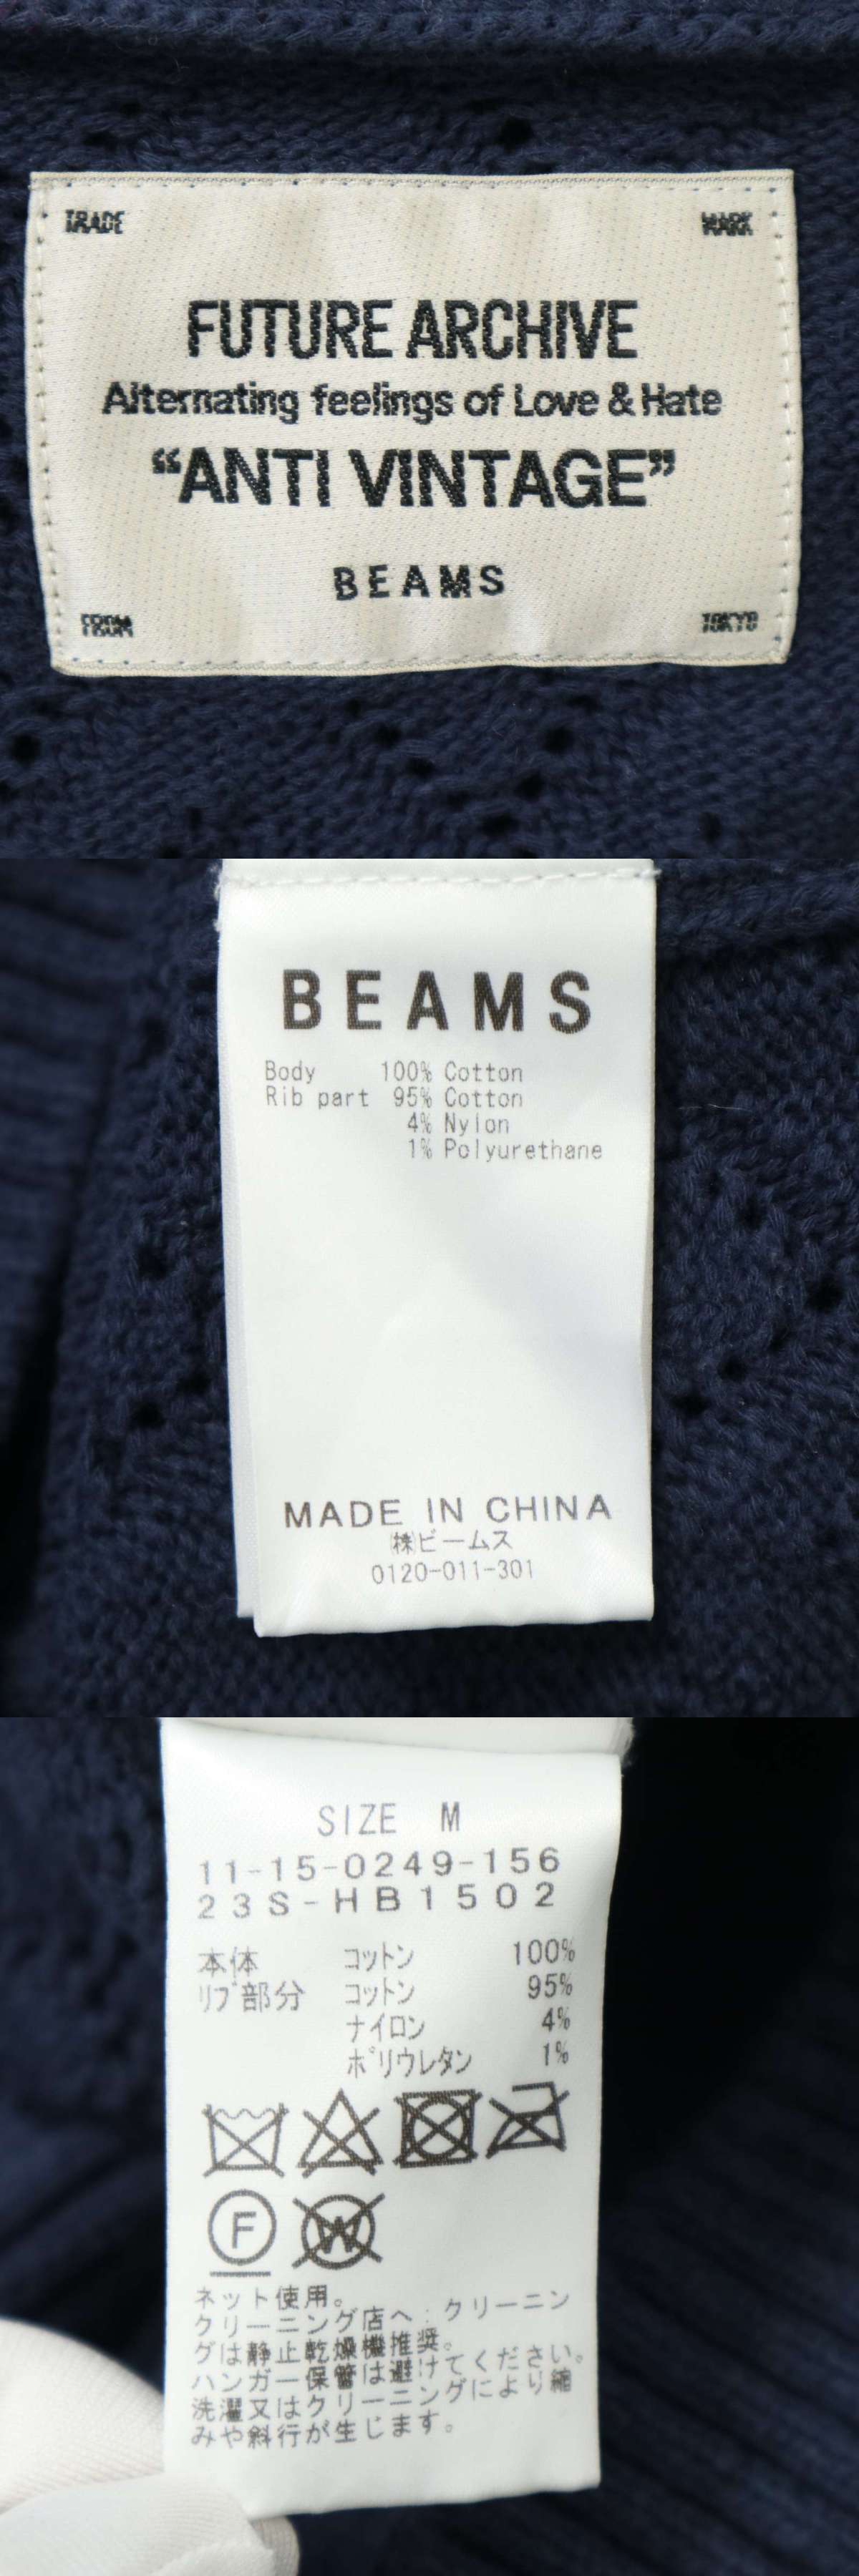 TRADE MARK
FUTURE ARCHIVE
Alternating feelings of Love & Hate
“ANTI VINTAGE”
BEAMS
FROM TOKYO
BEAMS
Body 100% Cotton
Rib part 95% Cotton
4% Nylon
1% Polyurethane
MADE IN CHINA
㈱ビームス
0120-011-301
SIZE M
11-15-0249-156
23S-HB1502
本体 コットン 100%
リブ部分 コットン 95%
ナイロン 4%
ポリウレタン 1%
F W
ネット使用。
クリーニング店へ:クリーニン
グは静止乾燥機推奨。
ハンガー保管は避けてください。
洗濯又はクリーニングにより縮
みや斜行が生じます。